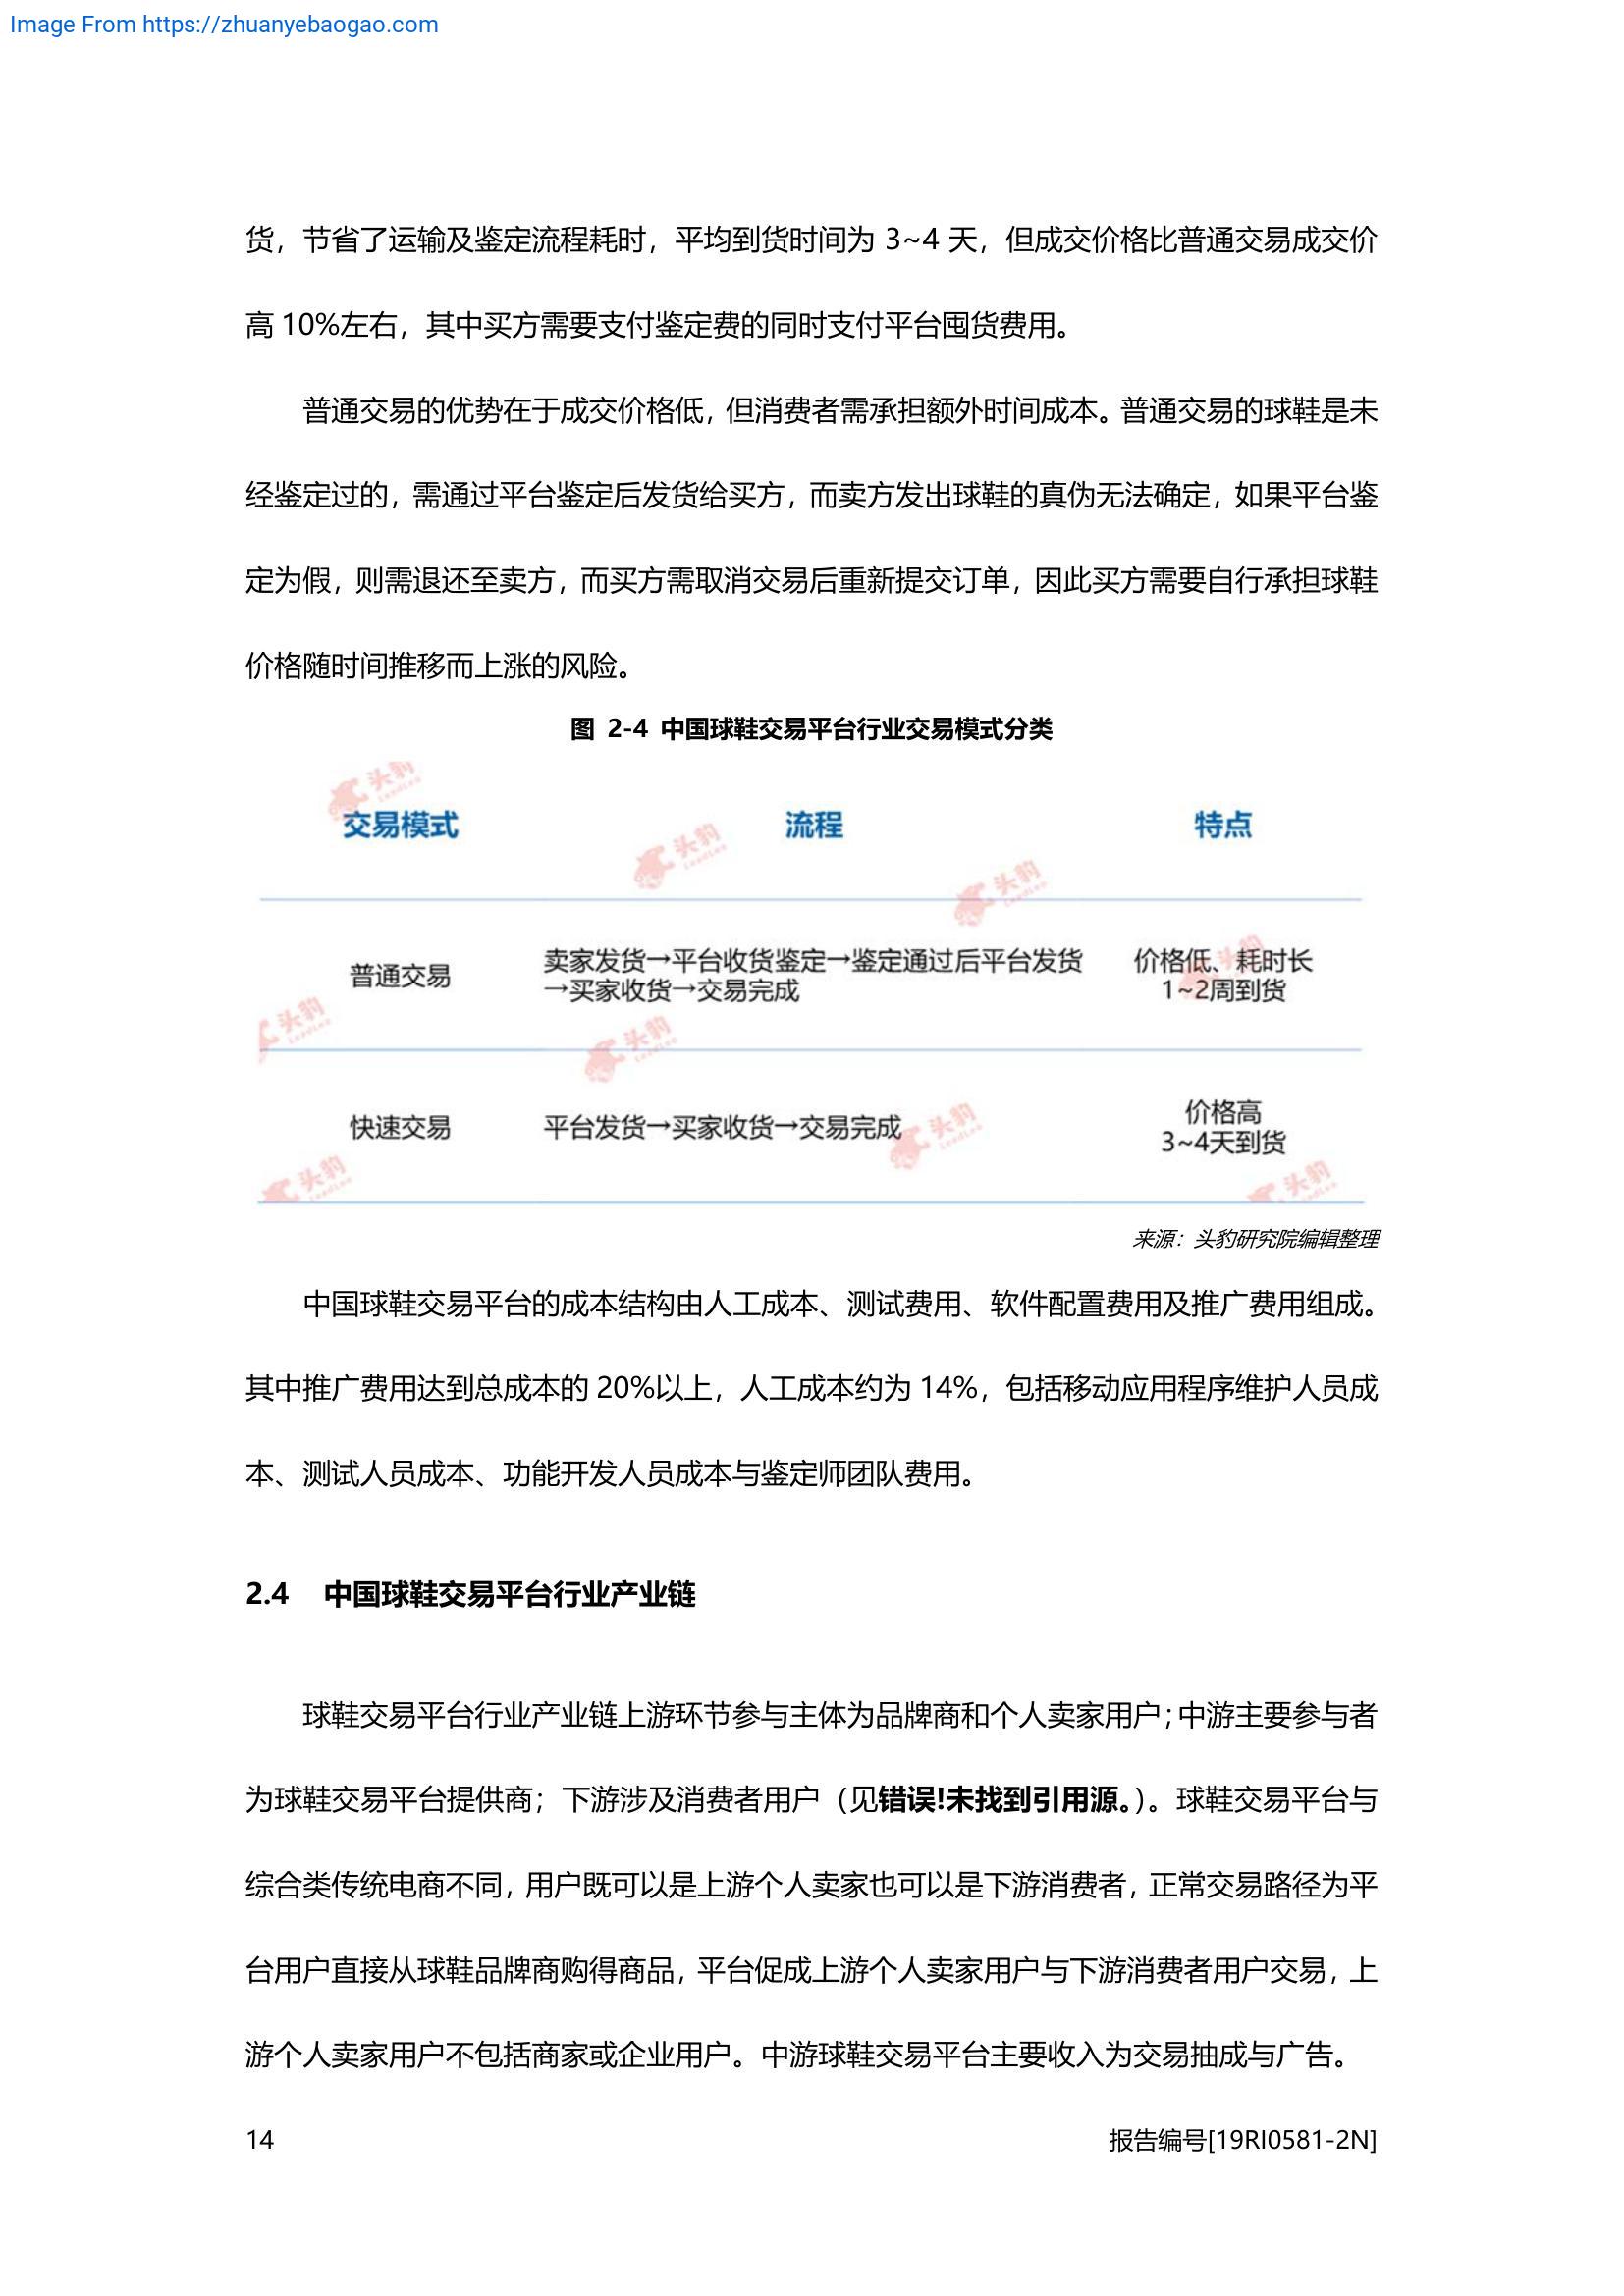 Image From https://zhuanyebaogao.com
货，节省了运输及鉴定流程耗时，平均到货时间为 3~4 天，但成交价格比普通交易成交价
高 10%左右，其中买方需要支付鉴定费的同时支付平台囤货费用。
普通交易的优势在于成交价格低，但消费者需承担额外时间成本。普通交易的球鞋是未
经鉴定过的，需通过平台鉴定后发货给买方，而卖方发出球鞋的真伪无法确定，如果平台鉴
定为假，则需退还至卖方，而买方需取消交易后重新提交订单，因此买方需要自行承担球鞋
价格随时间推移而上涨的风险。
图 2-4 中国球鞋交易平台行业交易模式分类
交易模式 流程 特点
普通交易
卖家发货→平台收货鉴定→鉴定通过后平台发货
→买家收货→交易完成
价格低、耗时长
1~2周到货
快速交易
平台发货→买家收货→交易完成
价格高
3~4天到货
头豹
LeadLeo
头豹
LeadLeo
头豹
LeadLeo
头豹
头豹
LeadLeo
头豹
LeadLeo
头豹
LeadLeo
头豹
LeadLeo
头豹
LeadLeo
来源：头豹研究院编辑整理
中国球鞋交易平台的成本结构由人工成本、测试费用、软件配置费用及推广费用组成。
其中推广费用达到总成本的 20%以上，人工成本约为 14%，包括移动应用程序维护人员成
本、测试人员成本、功能开发人员成本与鉴定师团队费用。
2.4 中国球鞋交易平台行业产业链
球鞋交易平台行业产业链上游环节参与主体为品牌商和个人卖家用户；中游主要参与者
为球鞋交易平台提供商；下游涉及消费者用户（见错误!未找到引用源。）。球鞋交易平台与
综合类传统电商不同，用户既可以是上游个人卖家也可以是下游消费者，正常交易路径为平
台用户直接从球鞋品牌商购得商品，平台促成上游个人卖家用户与下游消费者用户交易，上
游个人卖家用户不包括商家或企业用户。中游球鞋交易平台主要收入为交易抽成与广告。
14 报告编号[19RI0581-2N]